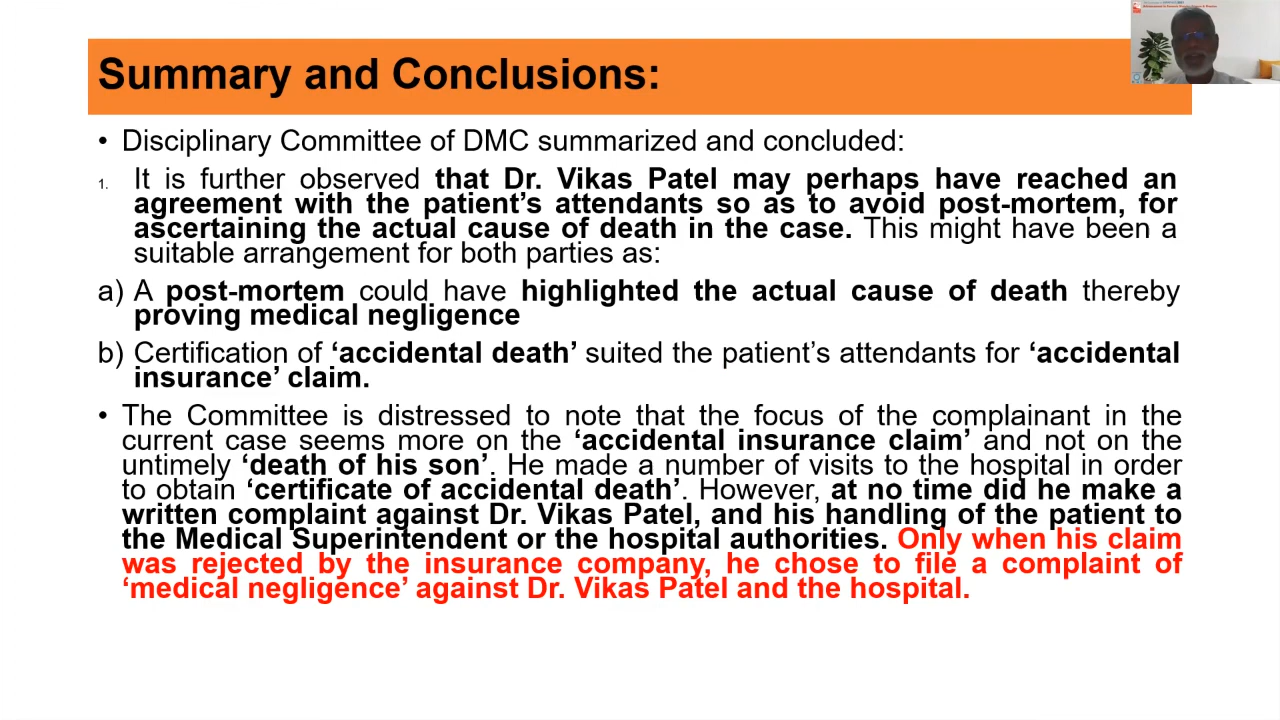 Summary and Conclusions:
• Disciplinary Committee of DMC summarized and concluded:
1. It is further observed that Dr. Vikas Patel may perhaps have reached an
agreement with the patient’s attendants so as to avoid post-mortem, for
ascertaining the actual cause of death in the case. This might have been a
suitable arrangement for both parties as:
a) A post-mortem could have highlighted the actual cause of death thereby
proving medical negligence
b) Certification of ‘accidental death’ suited the patient’s attendants for ‘accidental
insurance’ claim.
• The Committee is distressed to note that the focus of the complainant in the
current case seems more on the ‘accidental insurance claim’ and not on the
untimely ‘death of his son’. He made a number of visits to the hospital in order
to obtain ‘certificate of accidental death’. However, at no time did he make a
written complaint against Dr. Vikas Patel, and his handling of the patient to
the Medical Superintendent or the hospital authorities. Only when his claim
was rejected by the insurance company, he chose to file a complaint of
‘medical negligence’ against Dr. Vikas Patel and the hospital.